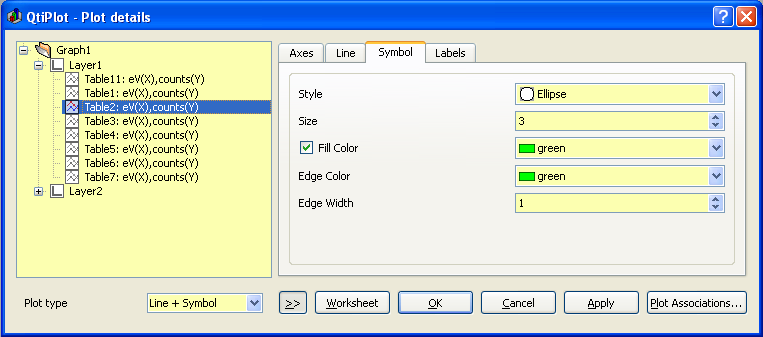 QtiPlot - Plot details
Graph1
Layer1
Table11: eV(X),counts(Y)
Table1: eV(X),counts(Y)
Table2: eV(X),counts(Y)
Table3: eV(X),counts(Y)
Table4: eV(X),counts(Y)
Table5: eV(X),counts(Y)
Table6: eV(X),counts(Y)
Table7: eV(X),counts(Y)
Layer2
Axes Line Symbol Labels
Style Ellipse
Size 3
Fill Color green
Edge Color green
Edge Width 1
Plot type Line + Symbol >> Worksheet OK Cancel Apply Plot Associations...